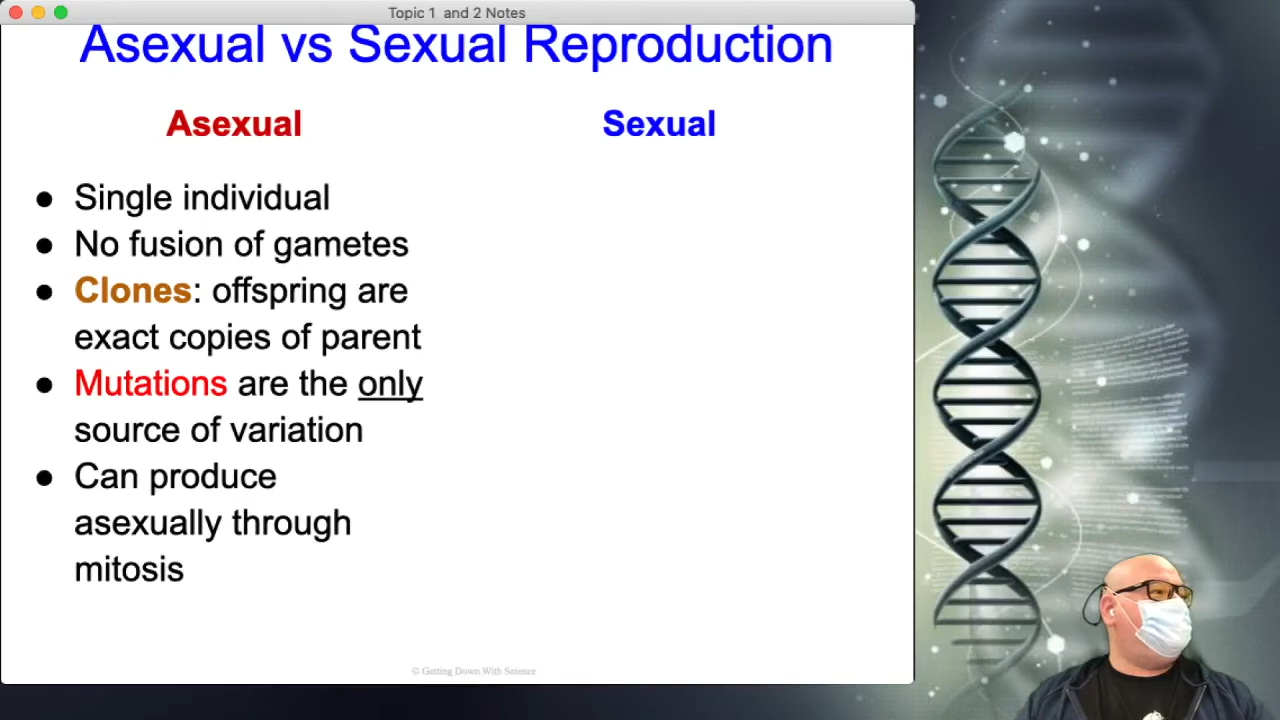 Topic 1 and 2 Notes
Asexual vs Sexual Reproduction
Asexual
Sexual
● Single individual
● No fusion of gametes
● Clones: offspring are
exact copies of parent
● Mutations are the only
source of variation
● Can produce
asexually through
mitosis
© Getting Down With Science